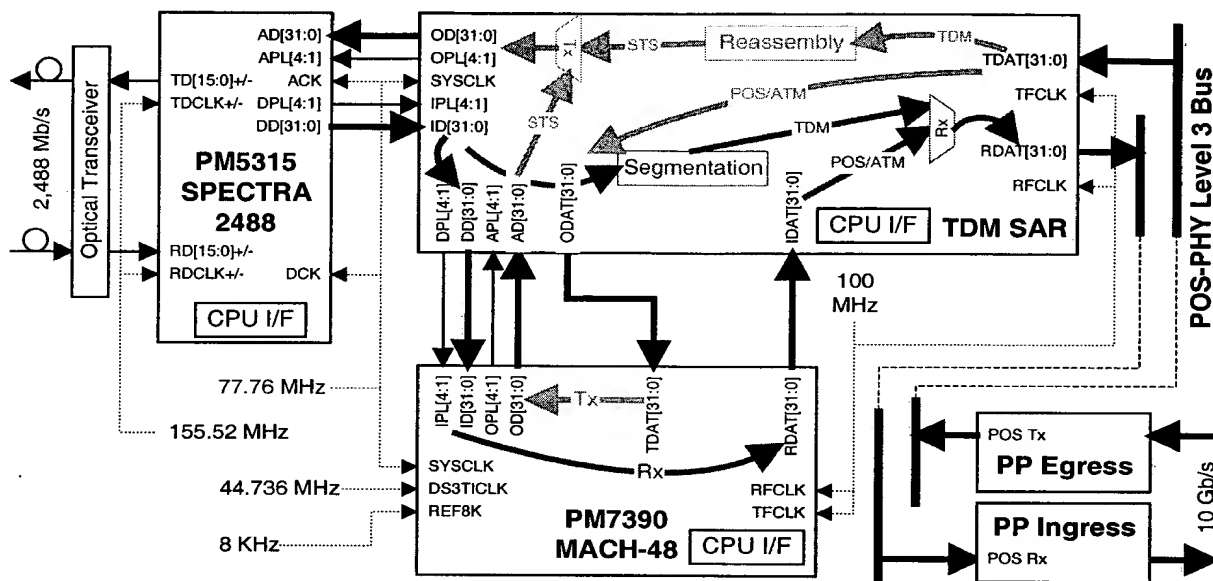 2,488 Mb/s
Optical Transceiver
AD[31:0]
APL[4:1]
TD[15:0]+/-
ACK
TDCLK+/-
DPL[4:1]
DD[31:0]
PM5315
SPECTRA
2488
RD[15:0]+/-
RDCLK+/-
DCK
CPU I/F
OD[31:0]
OPL[4:1]
SYSCLK
IPL[4:1]
ID[31:0]
Tx
STS
Reassembly
TDM
TDAT[31:0]
TFCLK
POS/ATM
STS
TDM
Rx
RDAT[31:0]
Segmentation
POS/ATM
RFCLK
DPL[4:1]
DD[31:0]
APL[4:1]
AD[31:0]
ODAT[31:0]
IDAT[31:0]
CPU I/F
TDM SAR
POS-PHY Level 3 Bus
100
MHz
77.76 MHz
155.52 MHz
44.736 MHz
8 KHz
IPL[4:1]
ID[31:0]
OPL[4:1]
OD[31:0]
Tx
TDAT[31:0]
RDAT[31:0]
Rx
SYSCLK
DS3TICLK
REF8K
RFCLK
TFCLK
PM7390
MACH-48
CPU I/F
POS Tx
PP Egress
PP Ingress
POS Rx
10 Gb/s